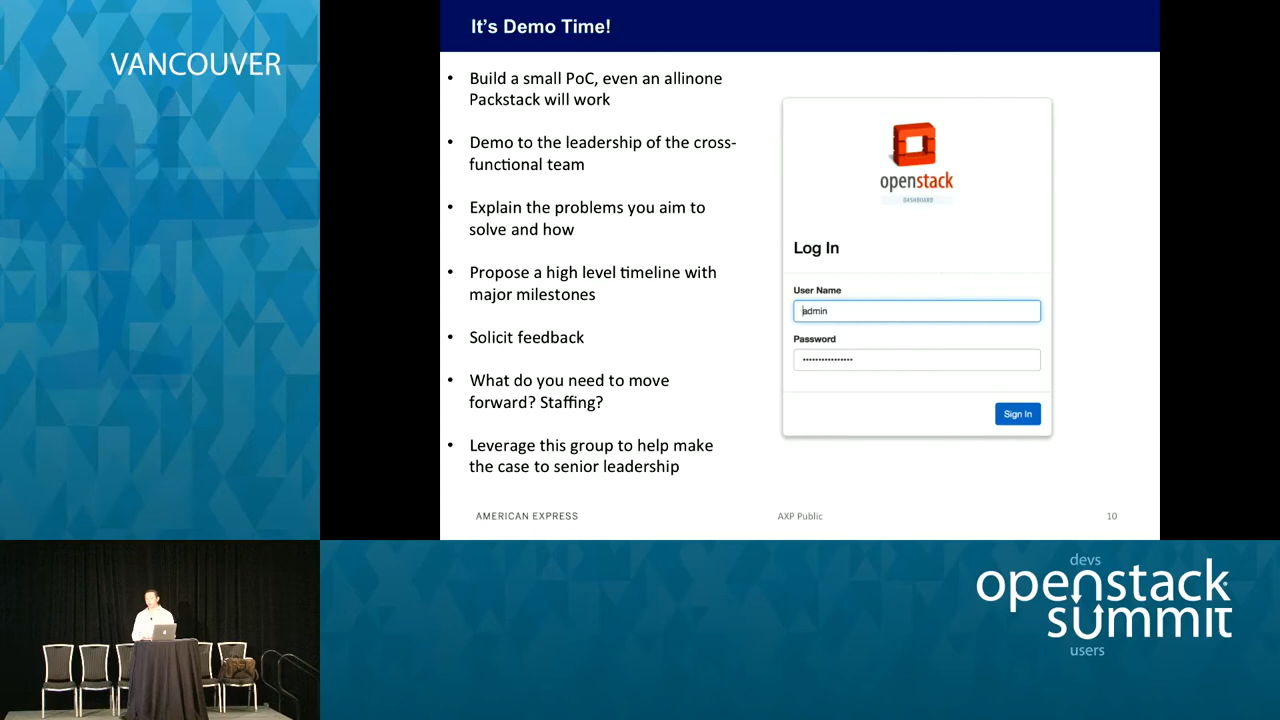 VANCOUVER
It's Demo Time!
• Build a small PoC, even an allinone
Packstack will work
• Demo to the leadership of the cross-
functional team
• Explain the problems you aim to
solve and how
• Propose a high level timeline with
major milestones
• Solicit feedback
• What do you need to move
forward? Staffing?
• Leverage this group to help make
the case to senior leadership
openstack
DASHBOARD
Log In
User Name
admin
Password
••••••••••••••••
Sign In
AMERICAN EXPRESS
AXP Public
10
devs
openstack
summit
users